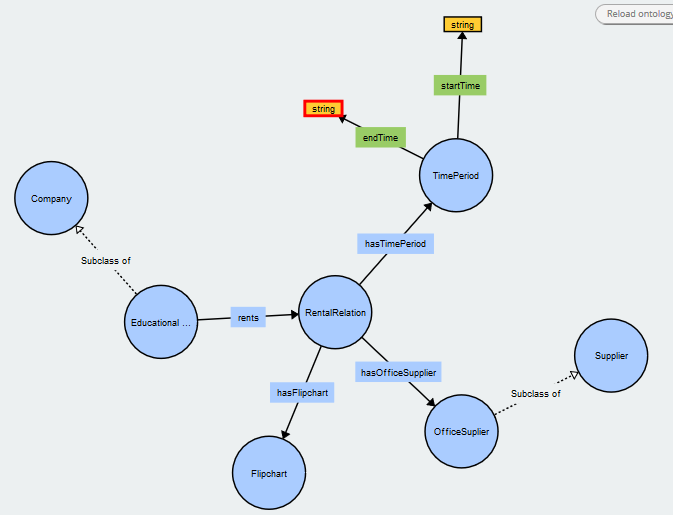 Reload ontology
string
startTime
string
endTime
TimePeriod
Company
hasTimePeriod
Subclass of
RentalRelation
rents
Educational ...
Supplier
hasOfficeSupplier
Subclass of
hasFlipchart
OfficeSuplier
Flipchart